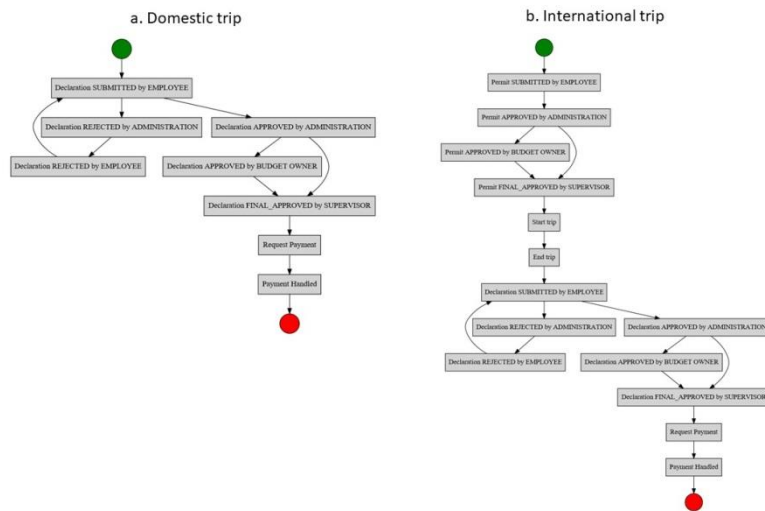 a. Domestic trip
Declaration SUBMITTED by EMPLOYEE
Declaration REJECTED by ADMINISTRATION
Declaration APPROVED by ADMINISTRATION
Declaration REJECTED by EMPLOYEE
Declaration APPROVED by BUDGET OWNER
Declaration FINAL_APPROVED by SUPERVISOR
Request Payment
Payment Handled
b. International trip
Permit SUBMITTED by EMPLOYEE
Permit APPROVED by ADMINISTRATION
Permit APPROVED by BUDGET OWNER
Permit FINAL_APPROVED by SUPERVISOR
Start trip
End trip
Declaration SUBMITTED by EMPLOYEE
Declaration REJECTED by ADMINISTRATION
Declaration APPROVED by ADMINISTRATION
Declaration REJECTED by EMPLOYEE
Declaration APPROVED by BUDGET OWNER
Declaration FINAL_APPROVED by SUPERVISOR
Request Payment
Payment Handled